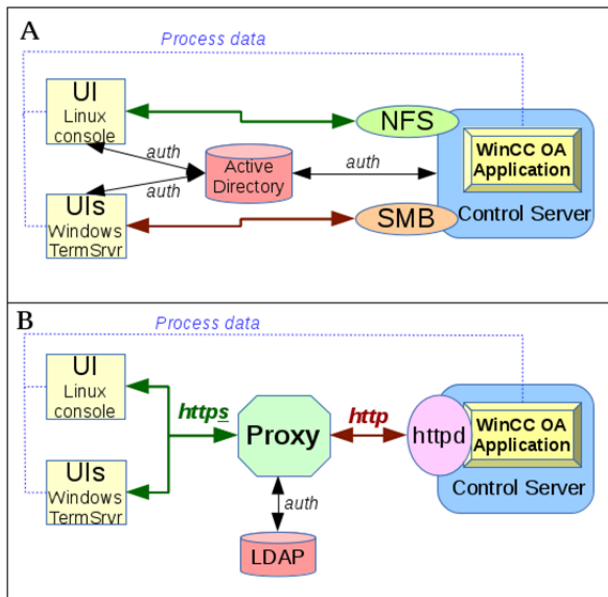 A
Process data
UI
Linux
console
NFS
auth
auth
Active
Directory
auth
WinCC OA
Application
UIs
Windows
TermSrvr
SMB
Control Server
B
Process data
UI
Linux
console
https
Proxy
http
httpd
WinCC OA
Application
UIs
Windows
TermSrvr
Control Server
auth
LDAP